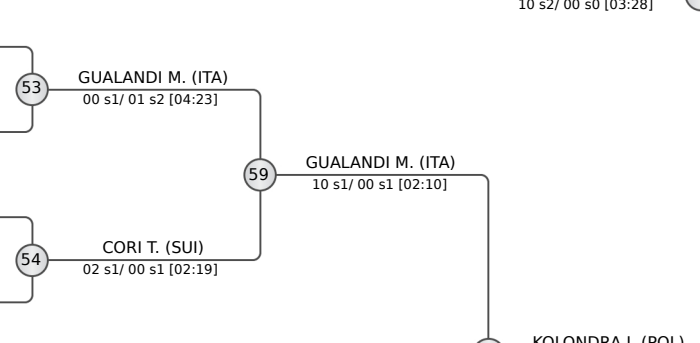 10 s2/ 00 s0 [03:28]
53
GUALANDI M. (ITA)
00 s1/ 01 s2 [04:23]
59
GUALANDI M. (ITA)
10 s1/ 00 s1 [02:10]
54
CORI T. (SUI)
02 s1/ 00 s1 [02:19]
(POL)